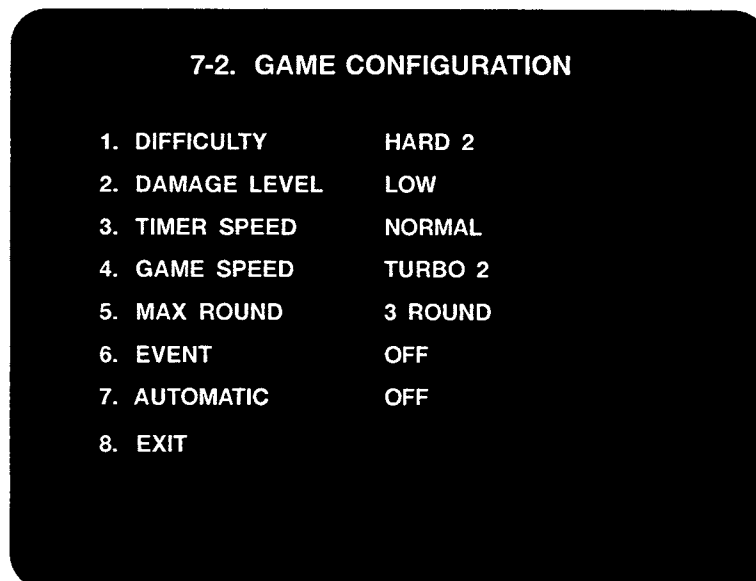 7-2. GAME CONFIGURATION
1. DIFFICULTY HARD 2
2. DAMAGE LEVEL LOW
3. TIMER SPEED NORMAL
4. GAME SPEED TURBO 2
5. MAX ROUND 3 ROUND
6. EVENT OFF
7. AUTOMATIC OFF
8. EXIT